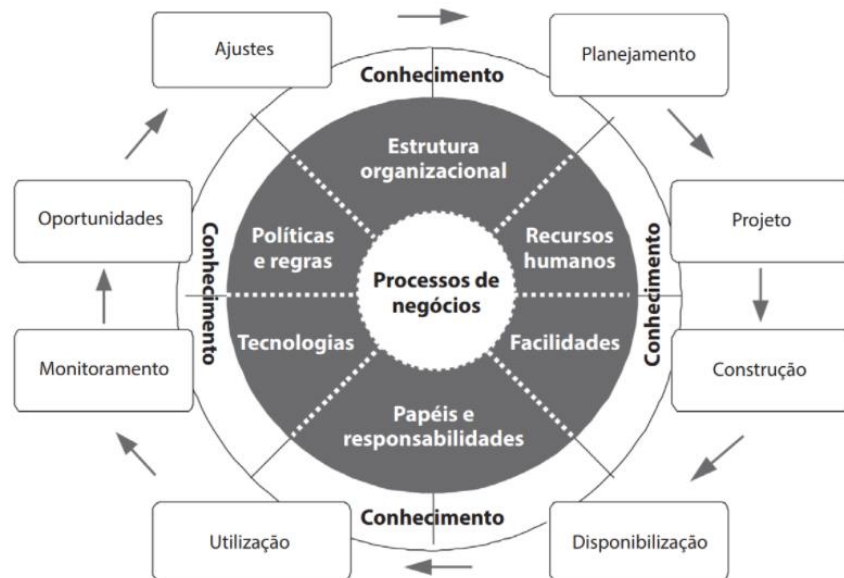 Ajustes
Planejamento
Conhecimento
Estrutura
organizacional
Oportunidades
Projeto
Políticas
e regras
Recursos
humanos
Conhecimento
Processos de
negócios
Conhecimento
Monitoramento
Tecnologias
Facilidades
Construção
Papéis e
responsabilidades
Conhecimento
Utilização
Disponibilização